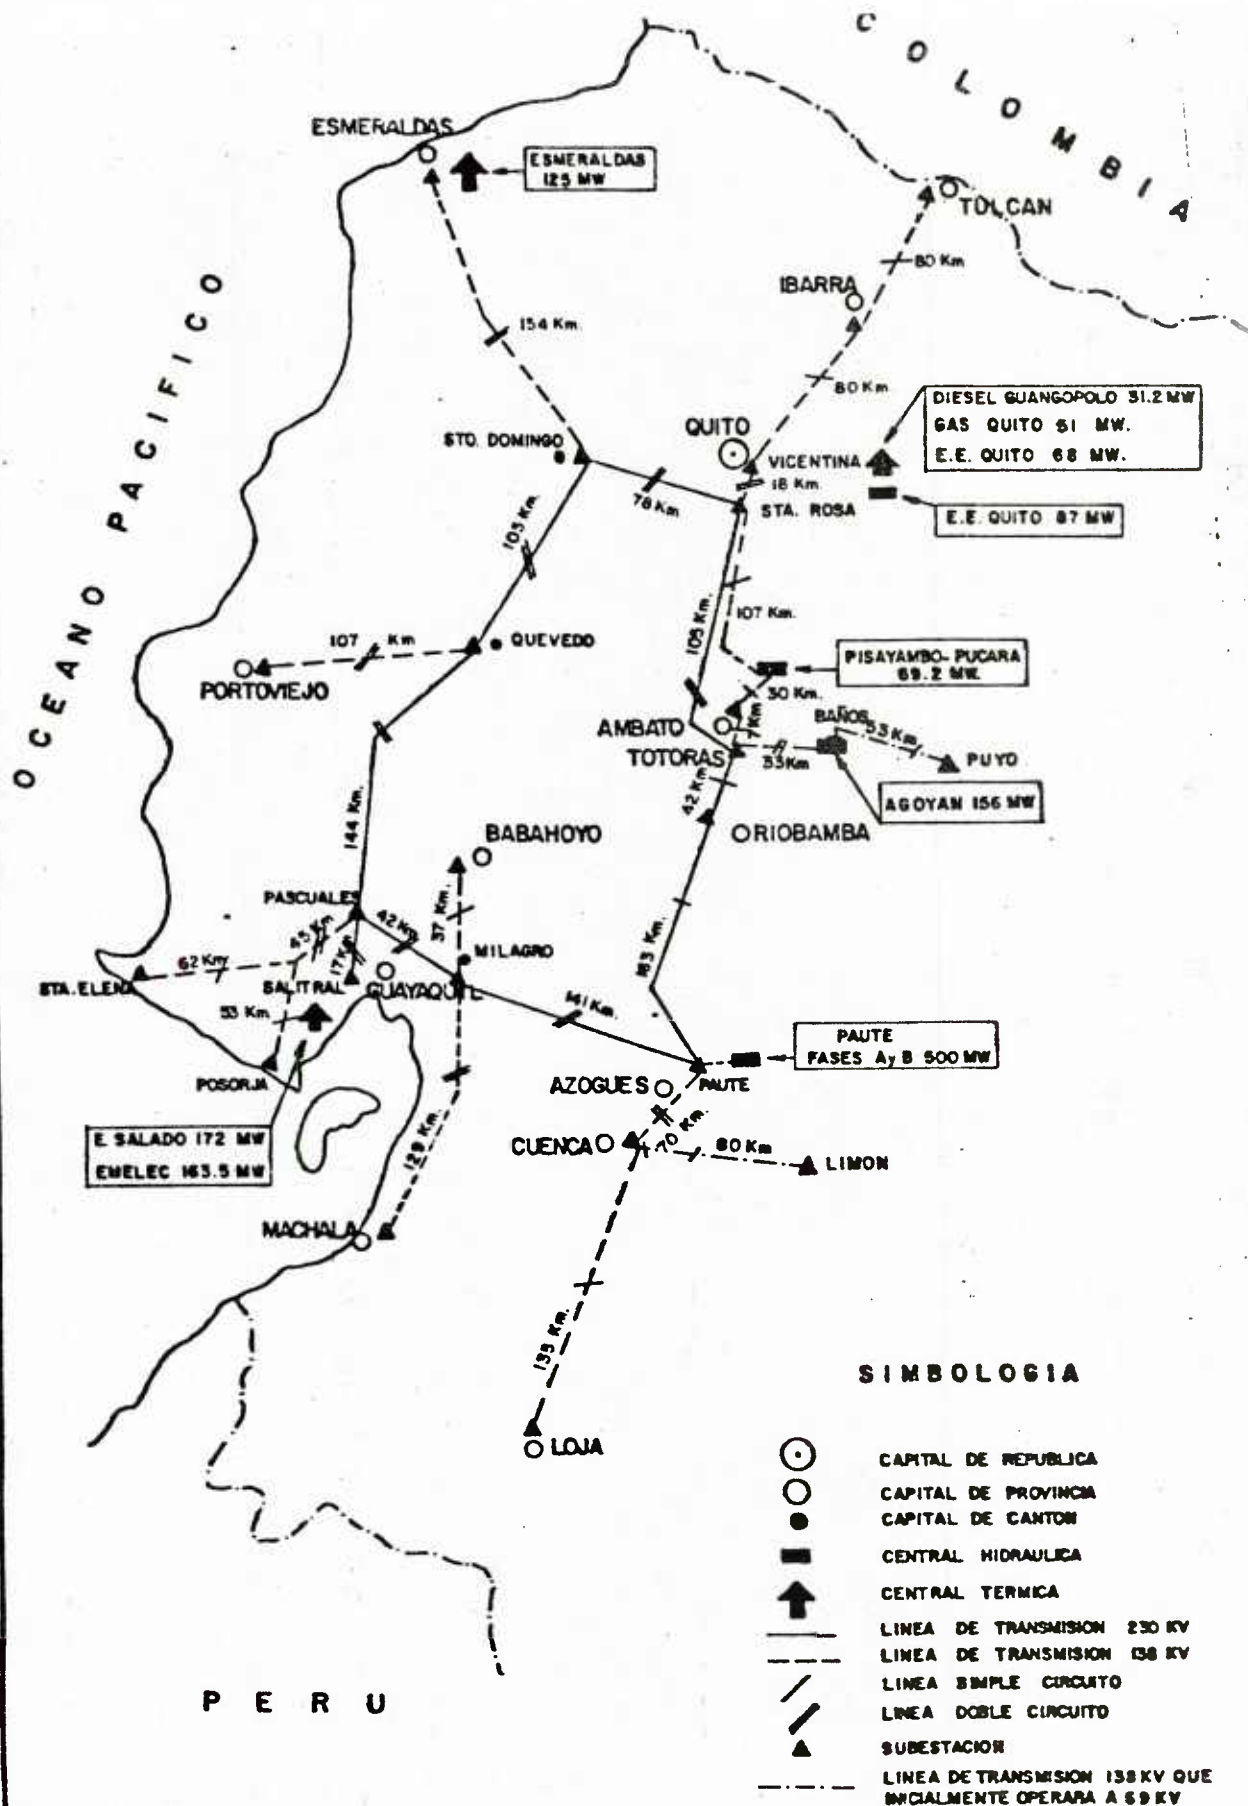 COLOMBIA
ESMERALDAS
ESMERALDAS
125 MW
TULCAN
80 Km
IBARRA
OCEANO PACIFICO
154 Km.
80 Km.
DIESEL GUANGOPOLO 31.2 MW
GAS QUITO 51 MW.
E.E. QUITO 68 MW.
QUITO
STO. DOMINGO
VICENTINA
18 Km.
78 Km
STA. ROSA
E.E. QUITO 87 MW
105 Km.
107 Km.
105 Km.
107 Km
QUEVEDO
PISAYAMBO-PUCARA
69.2 MW.
PORTOVIEJO
30 Km.
AMBATO
7 Km
BAÑOS
53 Km.
TOTORAS
33 Km
PUYO
42 Km
AGOYAN 156 MW
144 Km.
BABAHOYO
RIOBAMBA
PASCUALES
37 Km.
42 Km
MILAGRO
62 Km
17 Km
183 Km.
STA. ELENA
SALITRAL
GUAYAQUIL
141 Km.
53 Km
PAUTE
FASES A y B 500 MW
POSORJA
AZOGUES
PAUTE
70 Km.
E. SALADO 172 MW
EMELEC 163.5 MW
129 Km.
CUENCA
80 Km
LIMON
MACHALA
135 Km.
LOJA
PERU
SIMBOLOGIA
CAPITAL DE REPUBLICA
CAPITAL DE PROVINCIA
CAPITAL DE CANTON
CENTRAL HIDRAULICA
CENTRAL TERMICA
LINEA DE TRANSMISION 230 KV
LINEA DE TRANSMISION 138 KV
LINEA SIMPLE CIRCUITO
LINEA DOBLE CIRCUITO
SUBESTACION
LINEA DE TRANSMISION 138 KV QUE
INICIALMENTE OPERARA A 69 KV